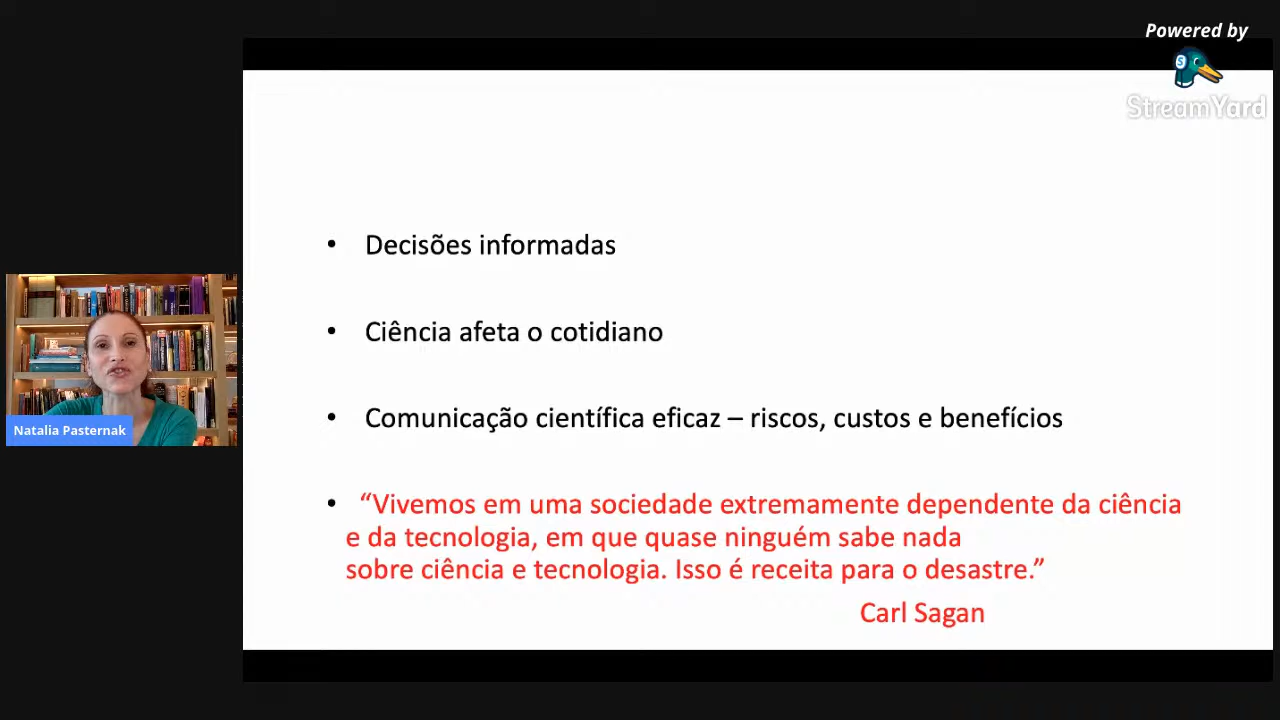 Powered by
StreamYard
• Decisões informadas
• Ciência afeta o cotidiano
• Comunicação científica eficaz – riscos, custos e benefícios
• “Vivemos em uma sociedade extremamente dependente da ciência
e da tecnologia, em que quase ninguém sabe nada
sobre ciência e tecnologia. Isso é receita para o desastre.”
Carl Sagan
Natalia Pasternak